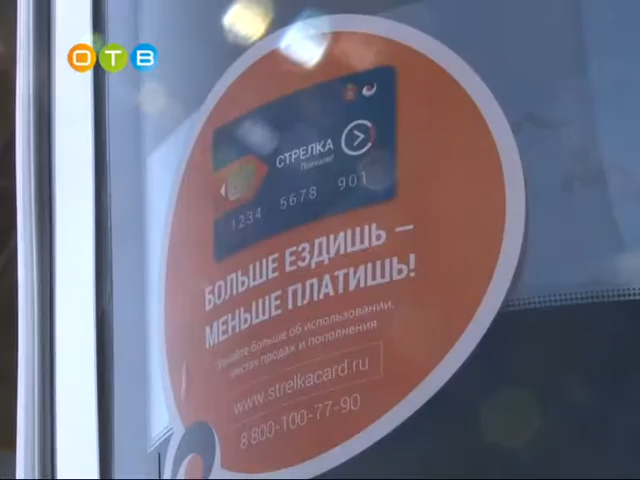 ОТВ
СТРЕЛКА
Поехали!
1234 5678 901
БОЛЬШЕ ЕЗДИШЬ –
МЕНЬШЕ ПЛАТИШЬ!
Узнайте больше об использовании,
местах продаж и пополнения
www.strelkacard.ru
8 800-100-77-90